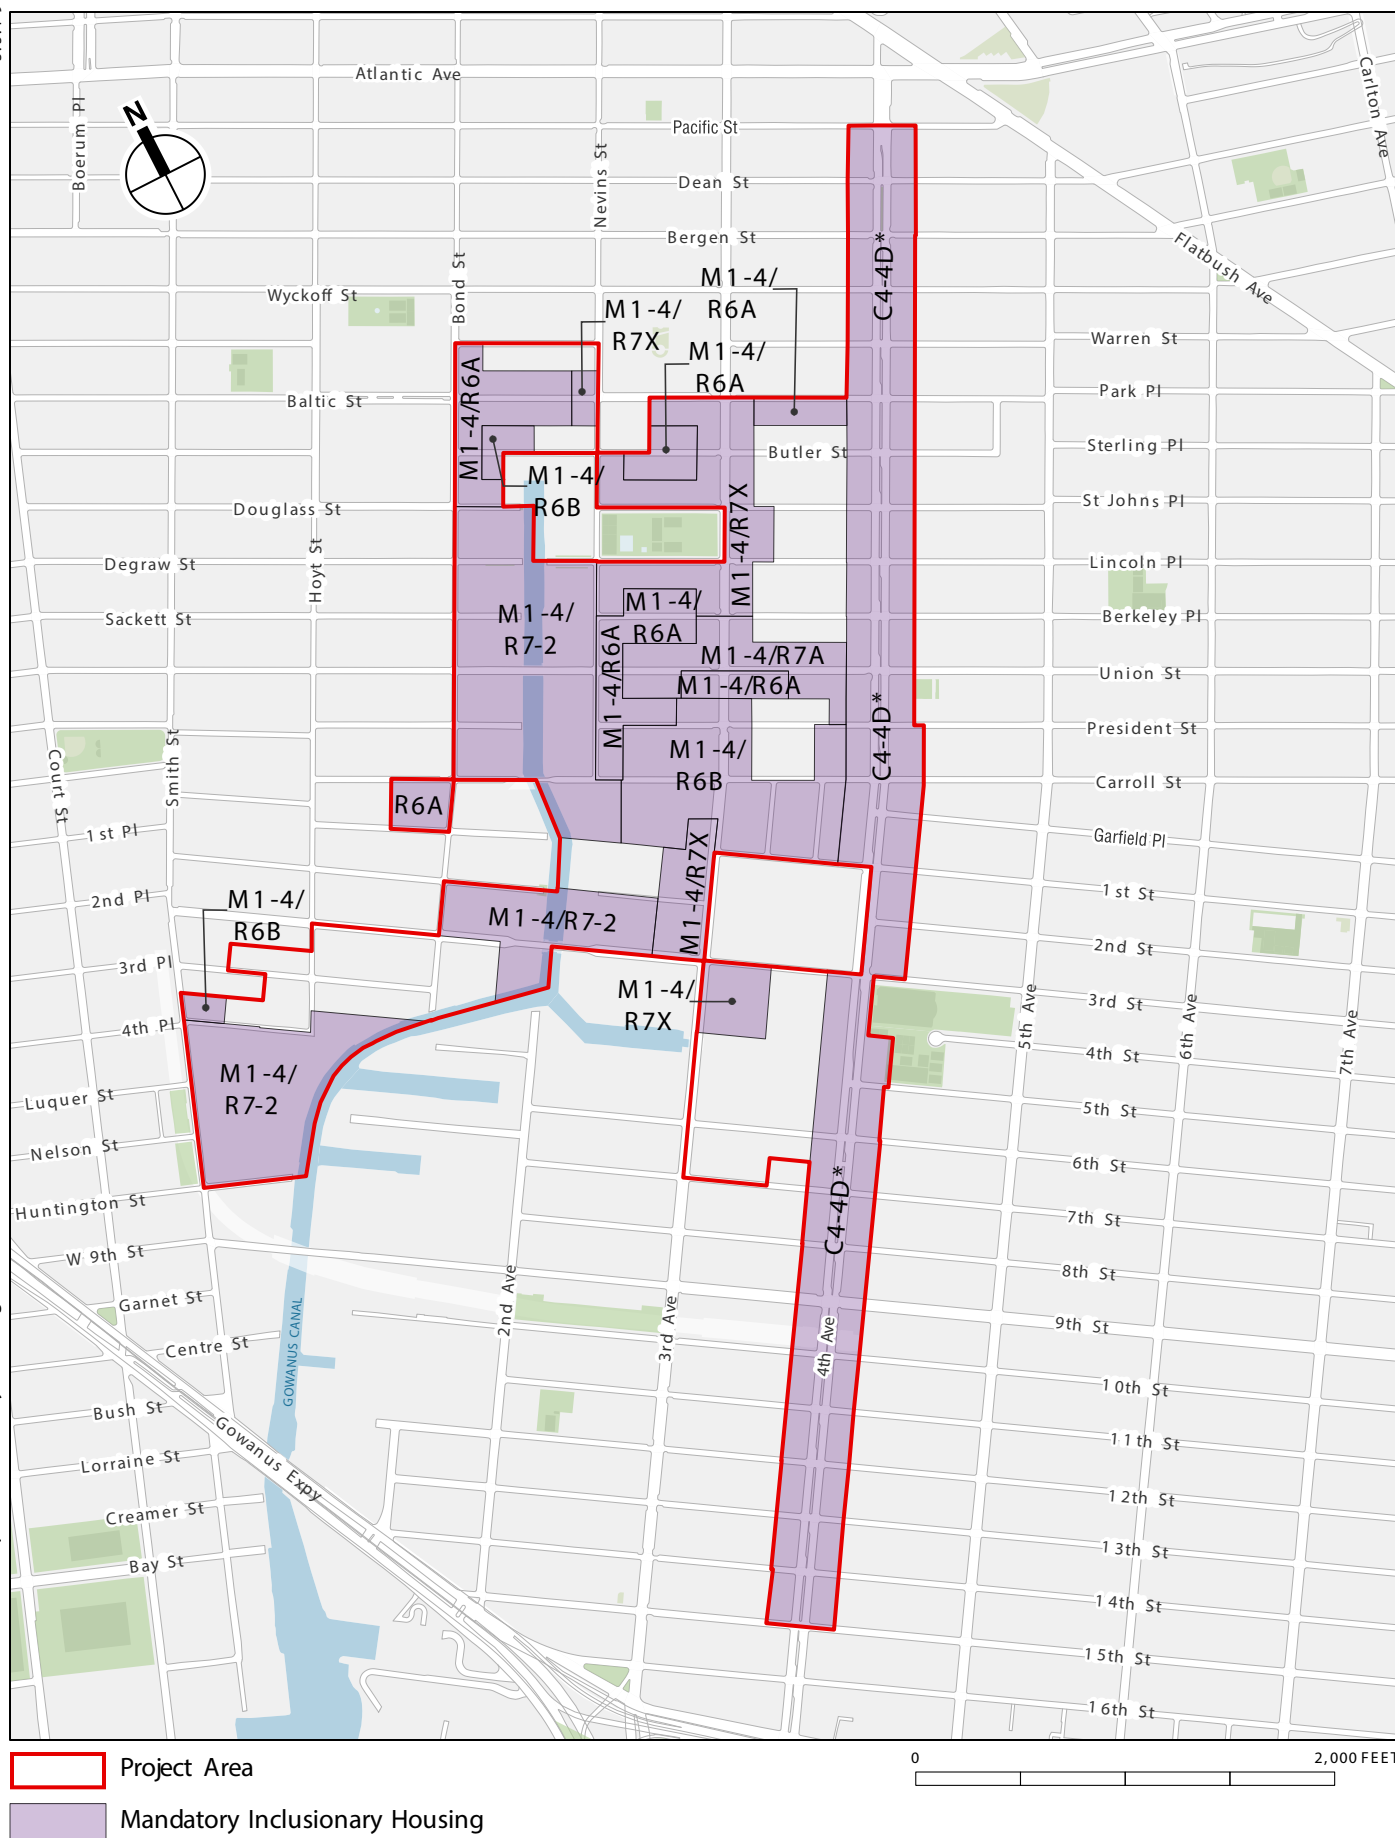 Atlantic Ave
Boerum Pl
N
Pacific St
Carlton Ave
Nevins St
Dean St
Bergen St
Flatbush Ave
C4-4D*
Bond St
Wyckoff St
M1-4/
R6A
M1-4/
R7X
Warren St
M1-4/
R6A
M1-4/R6A
Park Pl
Baltic St
Sterling Pl
Butler St
M1-4/
R6B
M1-4/R7X
St Johns Pl
Douglass St
Hoyt St
Degraw St
Lincoln Pl
M1-4/
R7-2
M1-4/
R6A
Berkeley Pl
Sackett St
M1-4/R6A
M1-4/R7A
Union St
M1-4/R6A
C4-4D*
Court St
Smith St
President St
M1-4/
R6B
Carroll St
R6A
1st Pl
Garfield Pl
M1-4/R7X
2nd Pl
1st St
M1-4/
R6B
M1-4/R7-2
2nd St
3rd Pl
M1-4/
R7X
5th Ave
6th Ave
7th Ave
3rd St
4th Pl
4th St
M1-4/
R7-2
Luquer St
5th St
Nelson St
6th St
C4-4D*
Huntington St
7th St
W 9th St
8th St
Garnet St
2nd Ave
3rd Ave
4th Ave
9th St
Centre St
GOWANUS CANAL
10th St
Bush St
Gowanus Expy
11th St
Lorraine St
12th St
Creamer St
13th St
Bay St
14th St
15th St
16th St
Project Area
0
2,000 FEET
Mandatory Inclusionary Housing